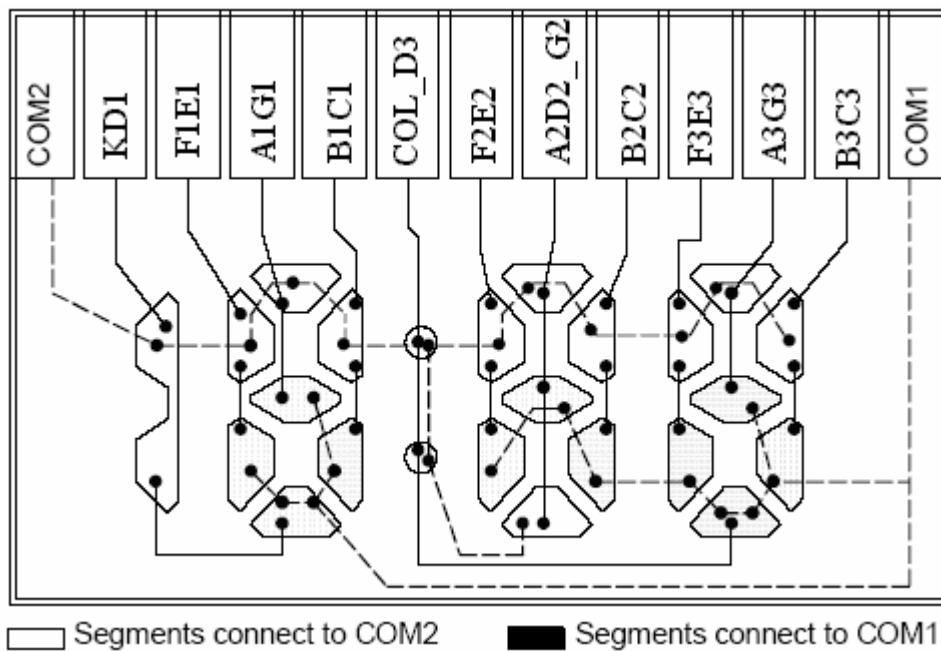 COM2
KD1
F1E1
A1G1
B1C1
COL_D3
F2E2
A2D2_G2
B2C2
F3E3
A3G3
B3C3
COM1
Segments connect to COM2
Segments connect to COM1